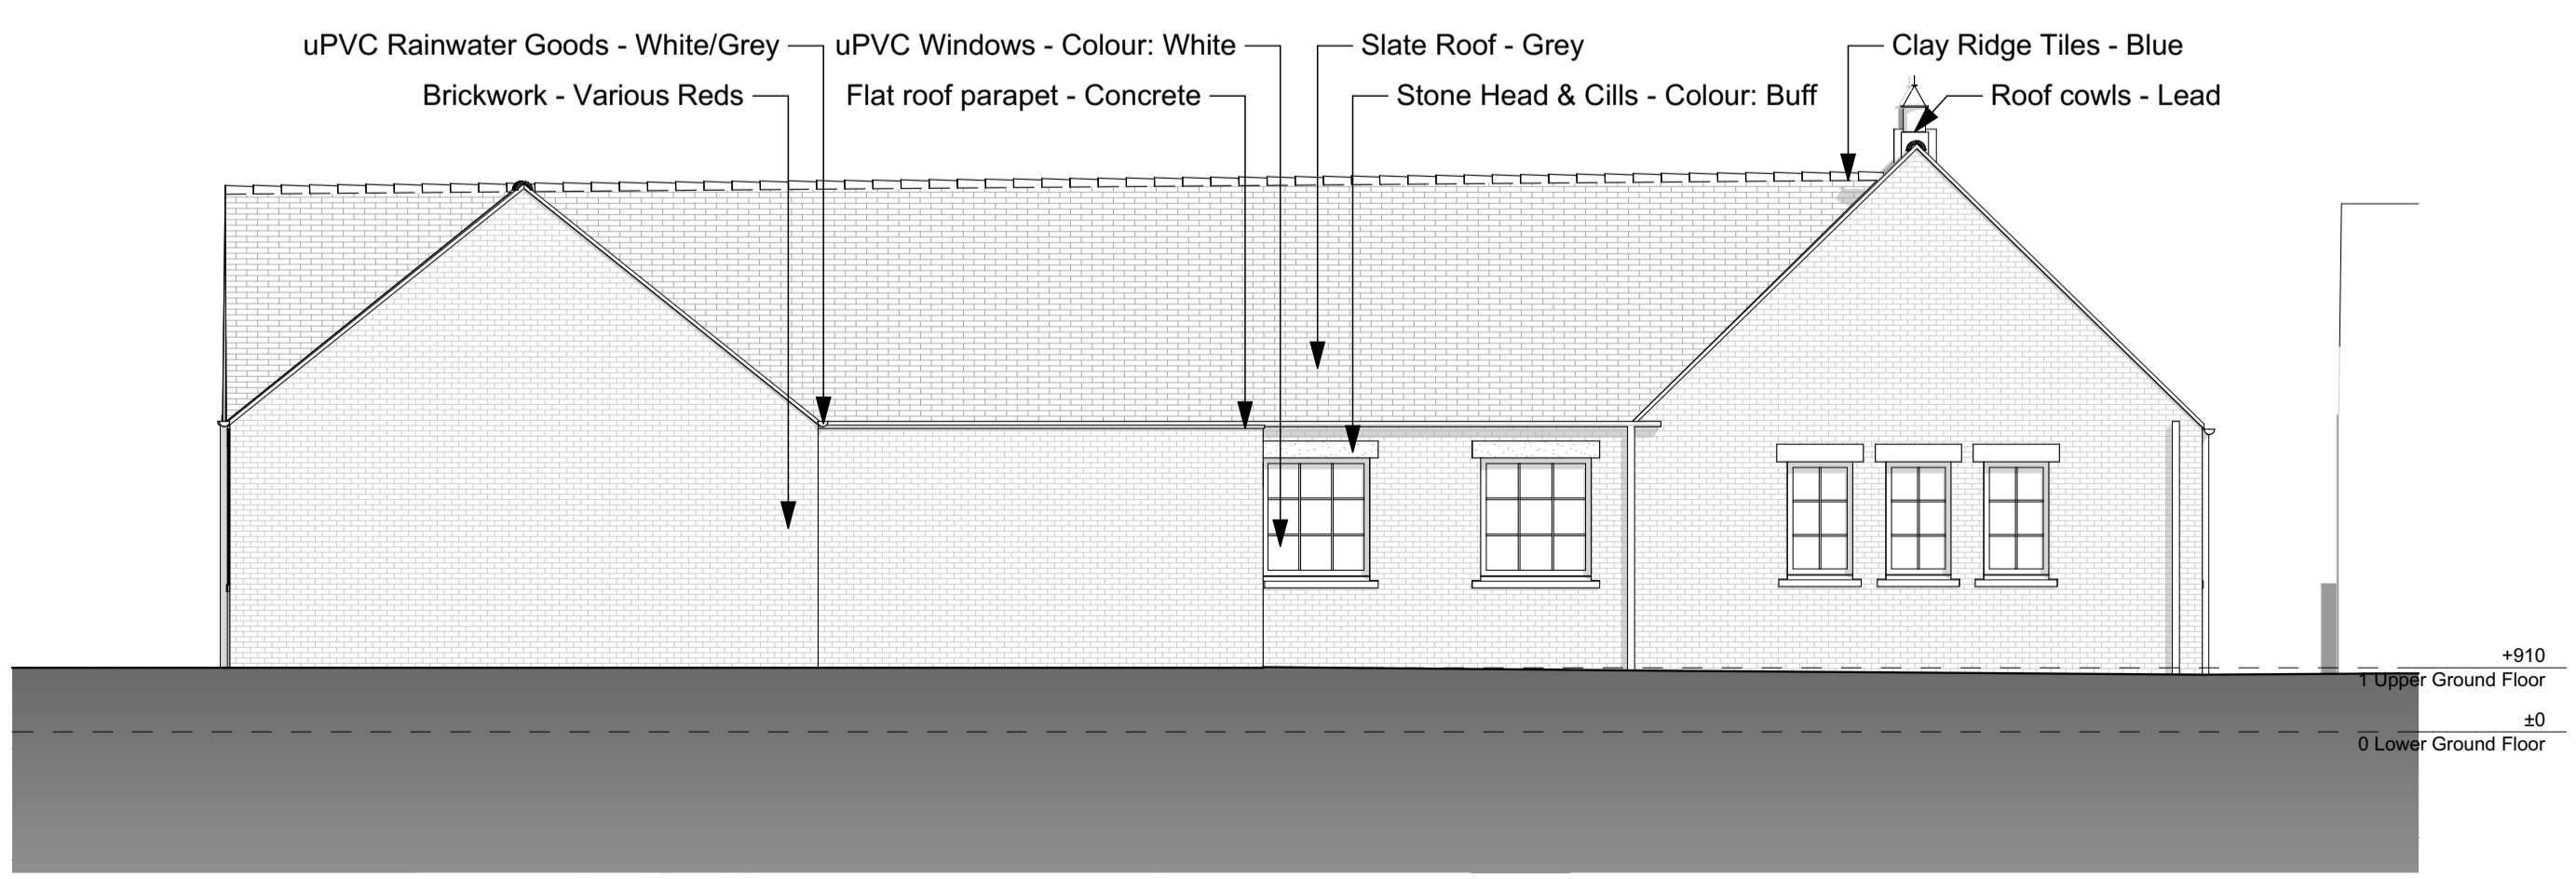 uPVC Rainwater Goods - White/Grey
uPVC Windows - Colour: White
Slate Roof - Grey
Clay Ridge Tiles - Blue
Brickwork - Various Reds
Flat roof parapet - Concrete
Stone Head & Cills - Colour: Buff
Roof cowls - Lead
+910
1 Upper Ground Floor
±0
0 Lower Ground Floor